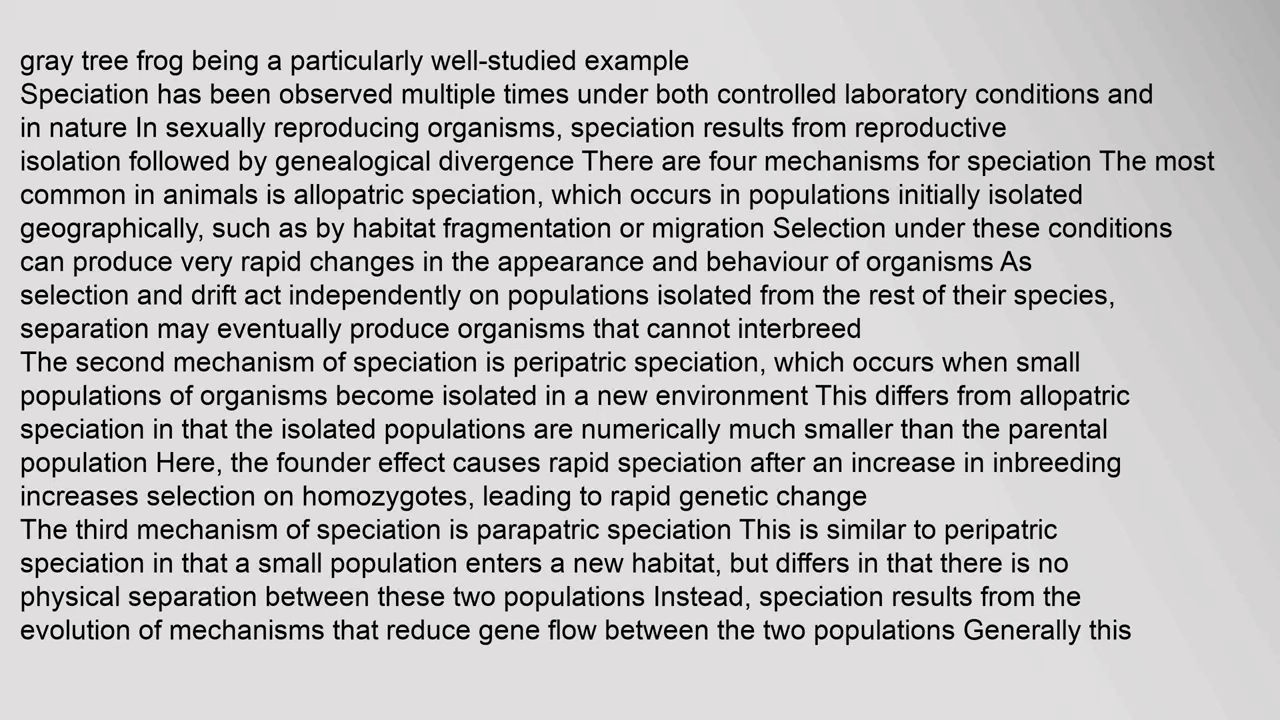 gray tree frog being a particularly well-studied example
Speciation has been observed multiple times under both controlled laboratory conditions and
in nature In sexually reproducing organisms, speciation results from reproductive
isolation followed by genealogical divergence There are four mechanisms for speciation The most
common in animals is allopatric speciation, which occurs in populations initially isolated
geographically, such as by habitat fragmentation or migration Selection under these conditions
can produce very rapid changes in the appearance and behaviour of organisms As
selection and drift act independently on populations isolated from the rest of their species,
separation may eventually produce organisms that cannot interbreed
The second mechanism of speciation is peripatric speciation, which occurs when small
populations of organisms become isolated in a new environment This differs from allopatric
speciation in that the isolated populations are numerically much smaller than the parental
population Here, the founder effect causes rapid speciation after an increase in inbreeding
increases selection on homozygotes, leading to rapid genetic change
The third mechanism of speciation is parapatric speciation This is similar to peripatric
speciation in that a small population enters a new habitat, but differs in that there is no
physical separation between these two populations Instead, speciation results from the
evolution of mechanisms that reduce gene flow between the two populations Generally this